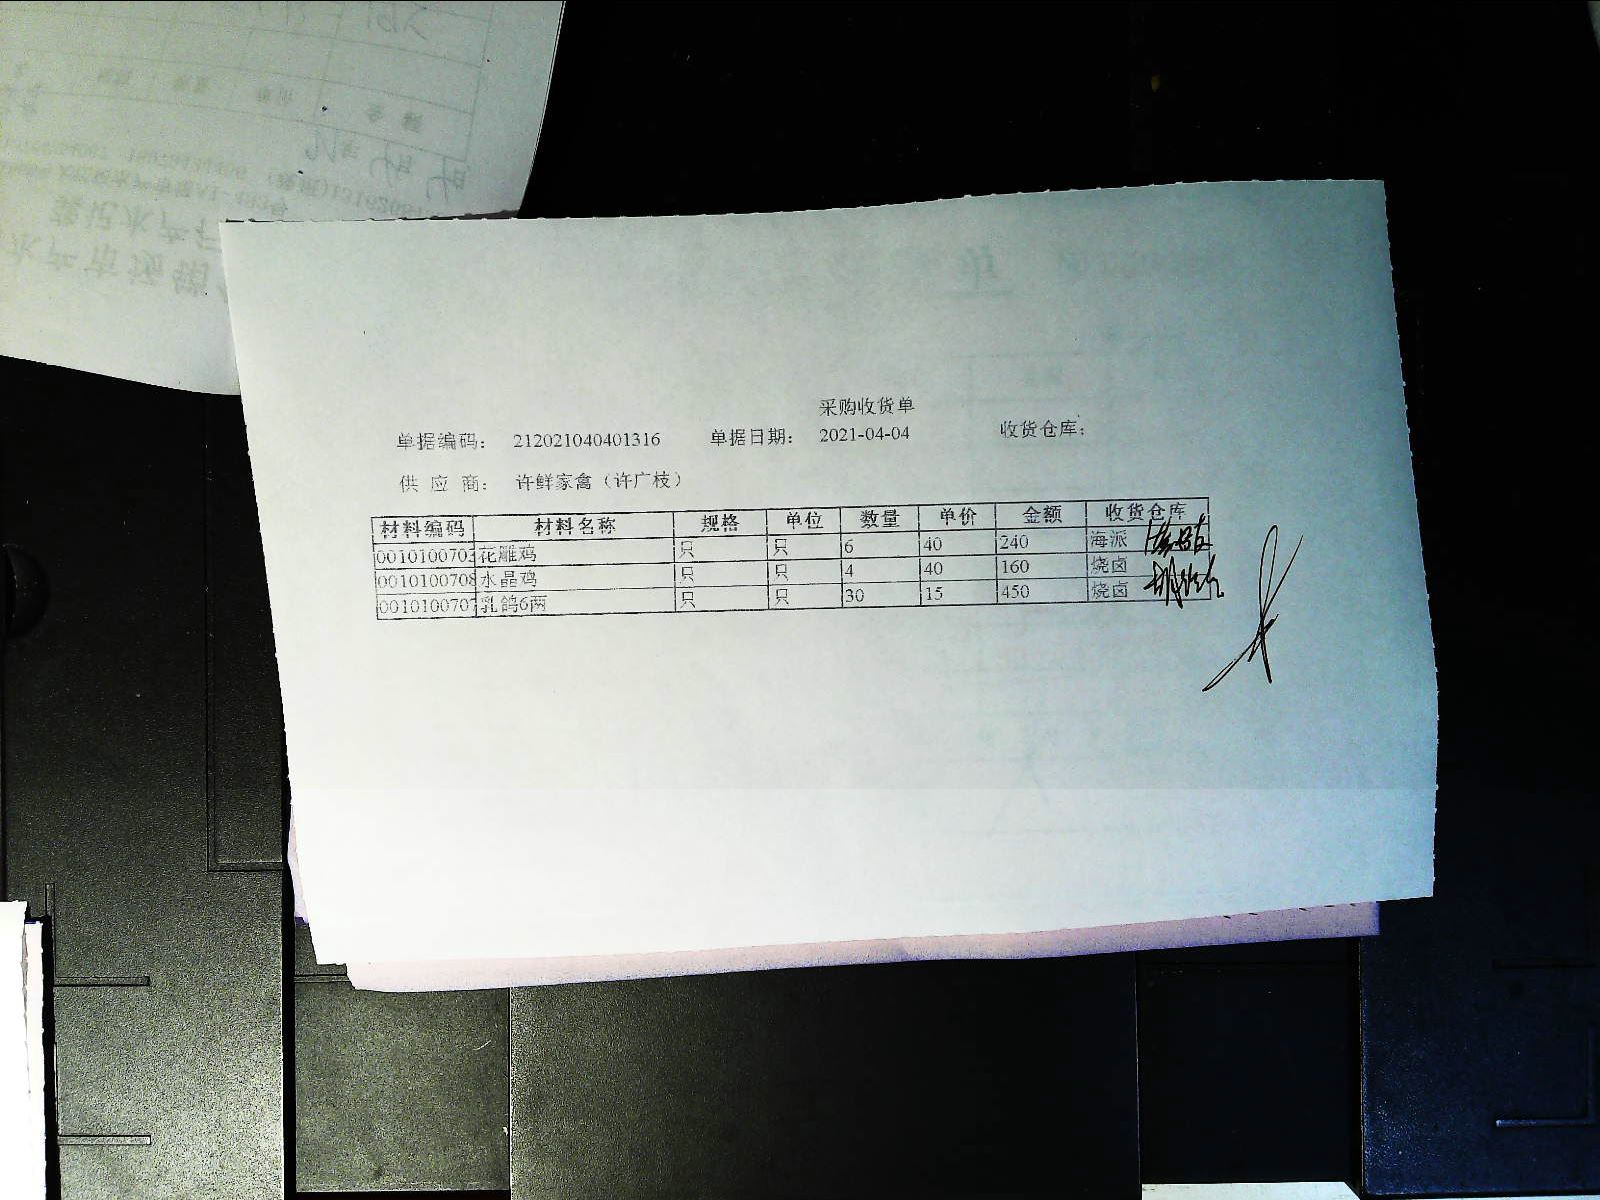 采购收货单
单据编码： 212021040401316 单据日期： 2021-04-04 收货仓库：
供 应 商： 许鲜家禽（许广枝）
材料编码 材料名称 规格 单位 数量 单价 金额 收货仓库
0010100703 花雕鸡 只 只 6 40 240 海派
0010100708 水晶鸡 只 只 4 40 160 烧卤
0010100707 乳鸽6两 只 只 30 15 450 烧卤